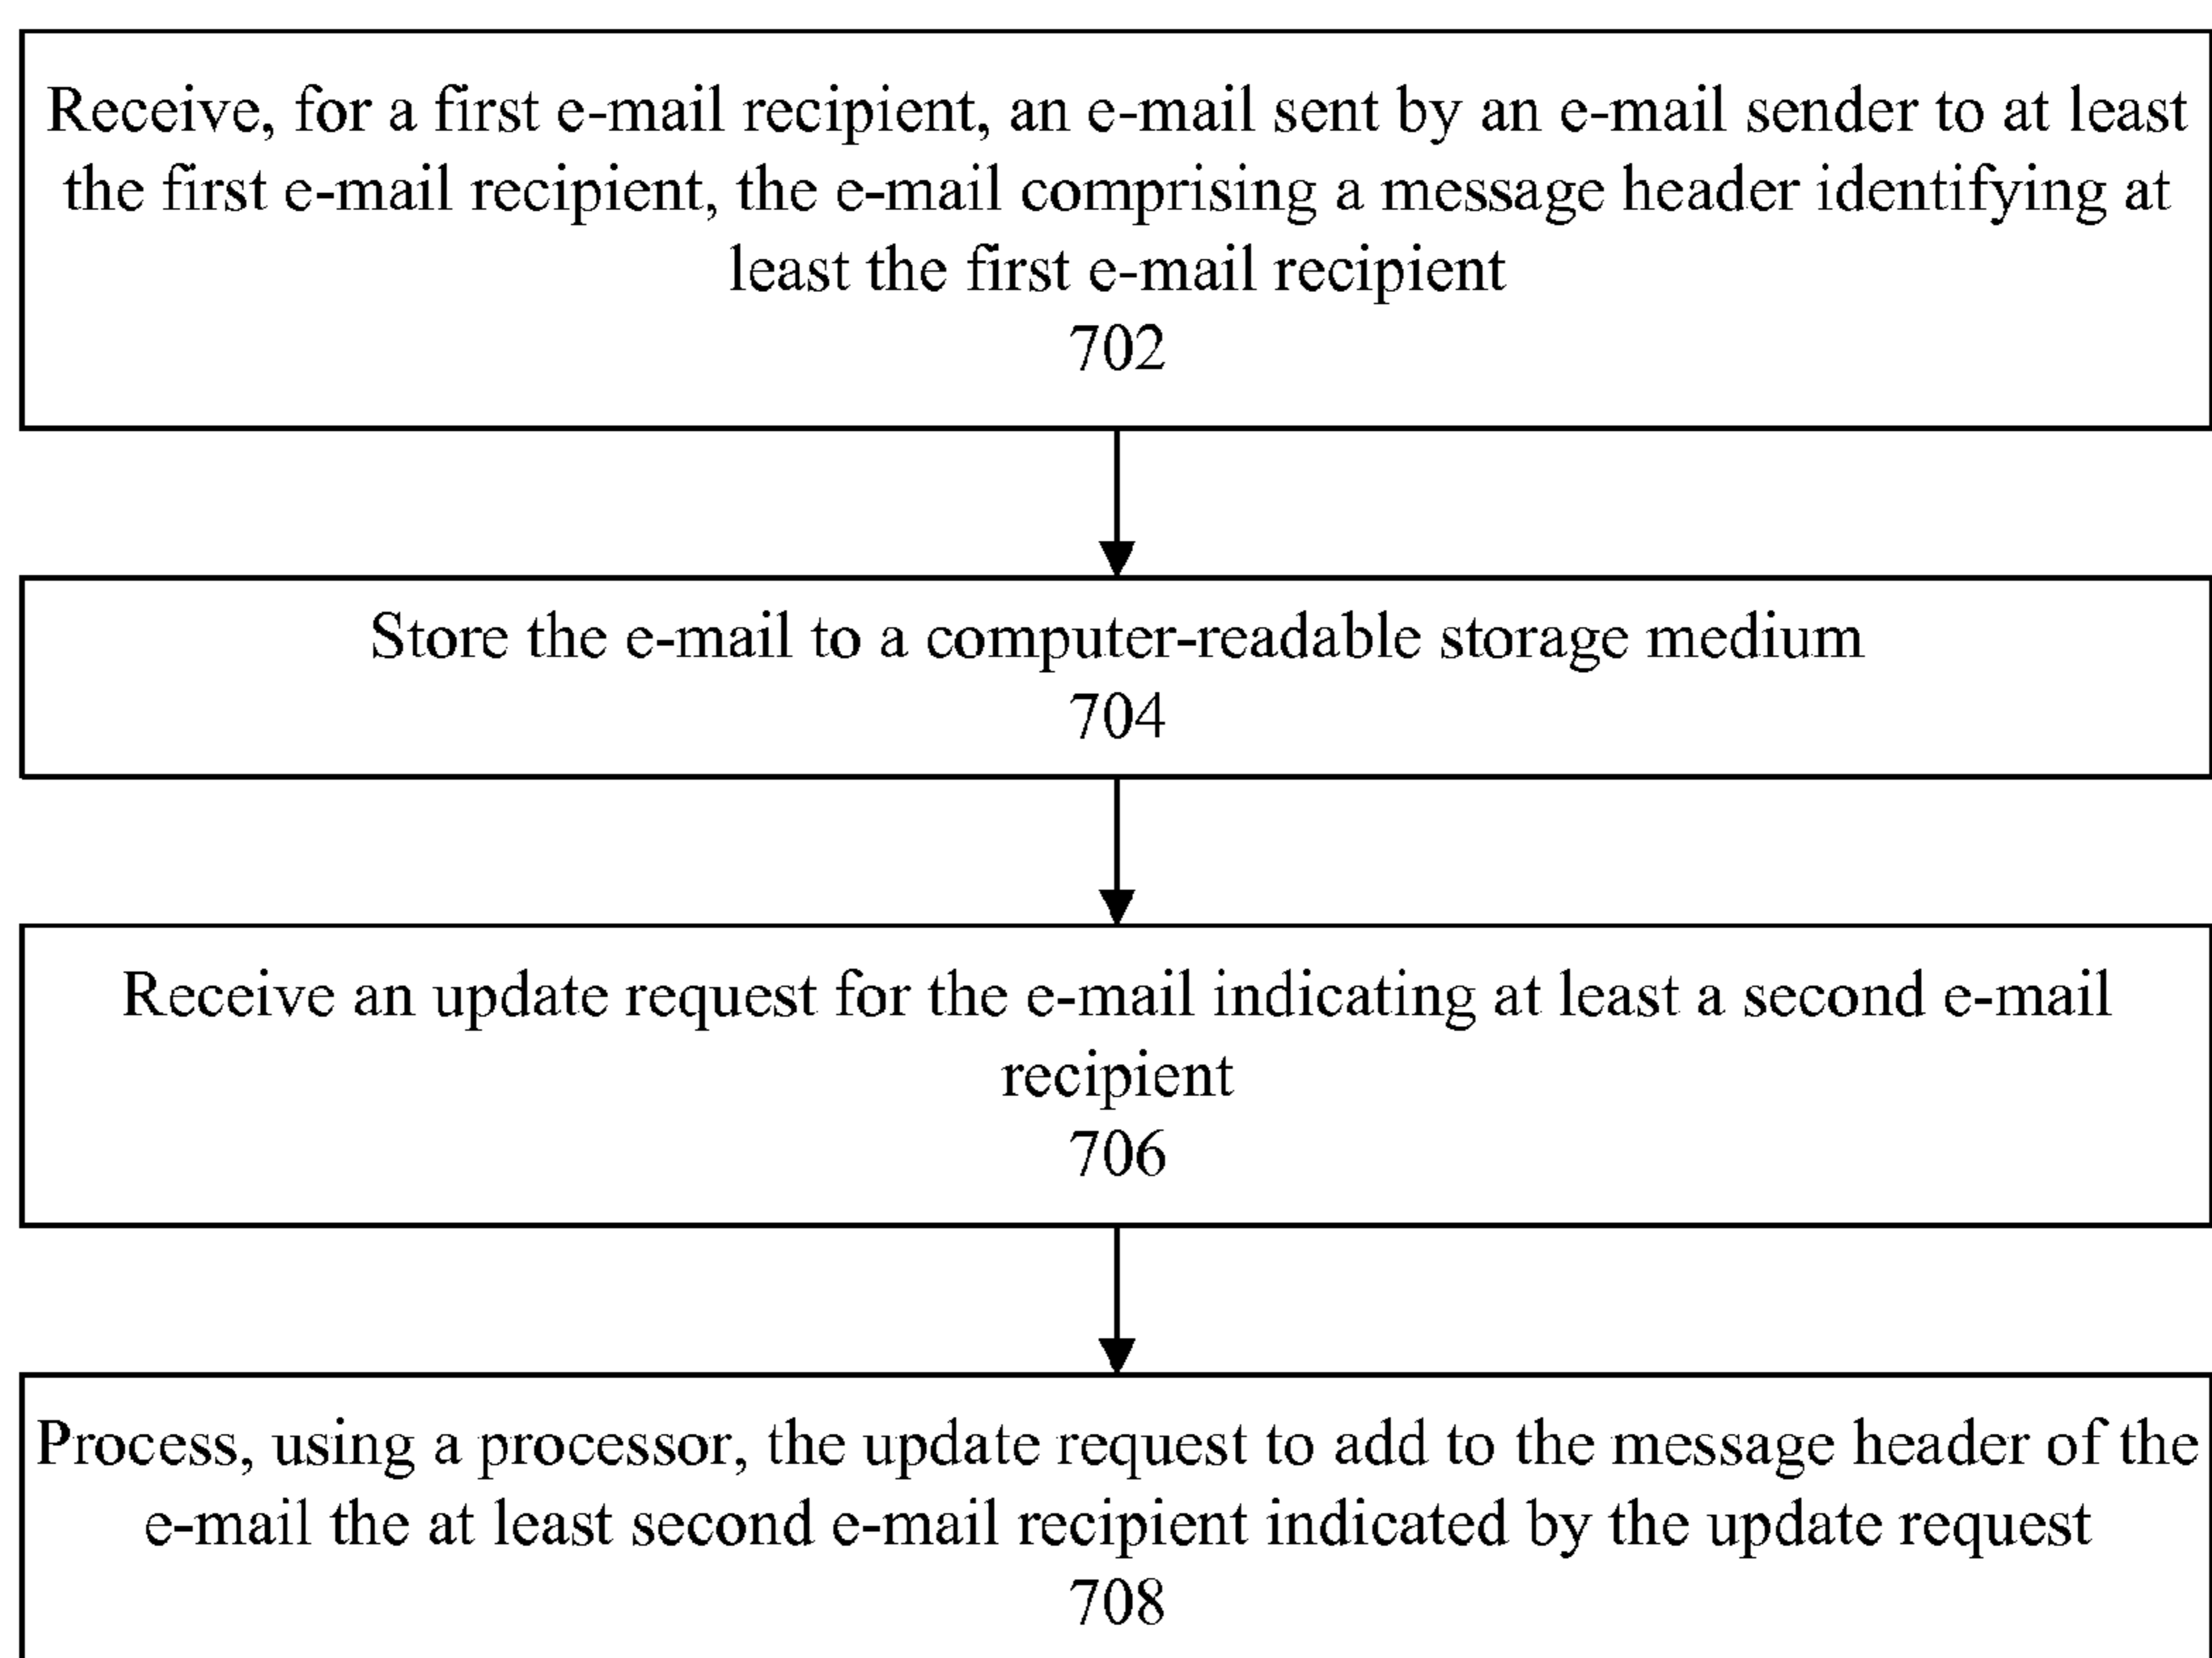 Receive, for a first e-mail recipient, an e-mail sent by an e-mail sender to at least
the first e-mail recipient, the e-mail comprising a message header identifying at
least the first e-mail recipient
702
Store the e-mail to a computer-readable storage medium
704
Receive an update request for the e-mail indicating at least a second e-mail
recipient
706
Process, using a processor, the update request to add to the message header of the
e-mail the at least second e-mail recipient indicated by the update request
708